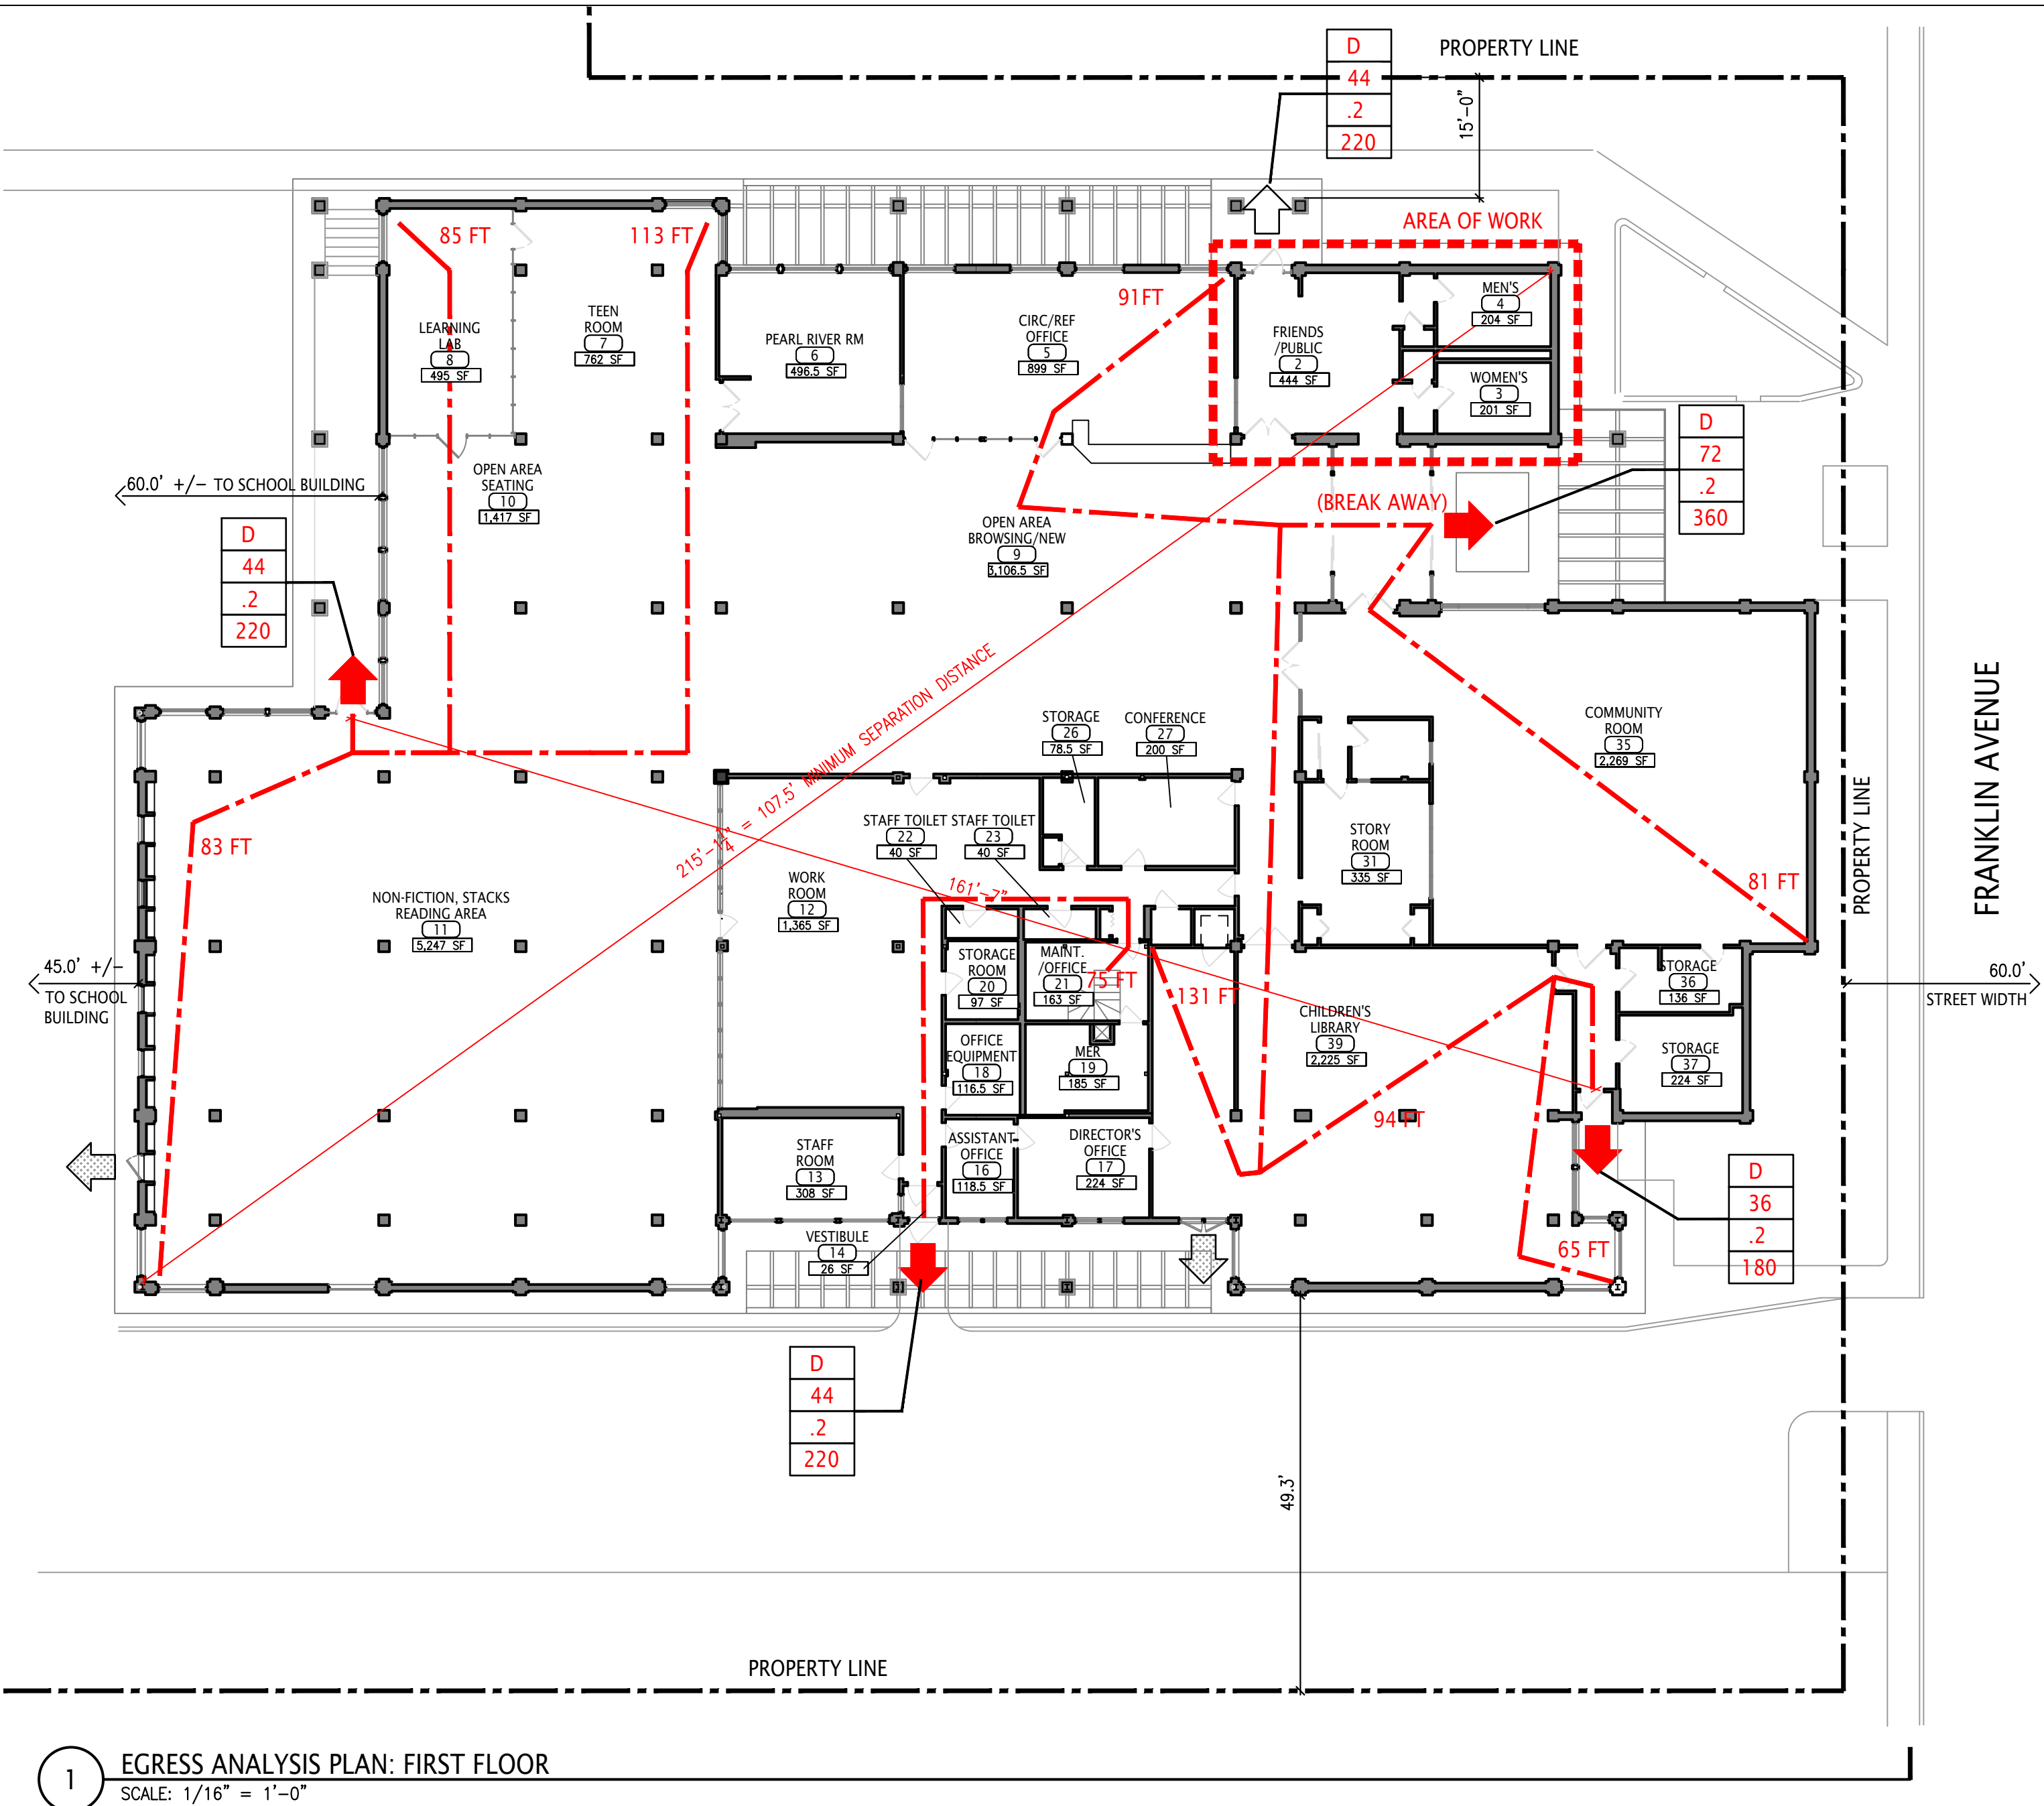 D
44
.2
220
PROPERTY LINE
15'-0"
AREA OF WORK
85 FT
113 FT
91FT
LEARNING
LAB
8
495 SF
TEEN
ROOM
7
762 SF
PEARL RIVER RM
6
496.5 SF
CIRC/REF
OFFICE
5
899 SF
FRIENDS
/PUBLIC
2
444 SF
MEN'S
4
204 SF
WOMEN'S
3
201 SF
D
72
.2
360
60.0' +/- TO SCHOOL BUILDING
OPEN AREA
SEATING
10
1,417 SF
OPEN AREA
BROWSING/NEW
9
3,106.5 SF
(BREAK AWAY)
D
44
.2
220
215'-1¼" = 107.5' MINIMUM SEPARATION DISTANCE
161'-7"
COMMUNITY
ROOM
35
2,269 SF
FRANKLIN AVENUE
PROPERTY LINE
STORAGE
26
78.5 SF
CONFERENCE
27
200 SF
STAFF TOILET
22
40 SF
STAFF TOILET
23
40 SF
83 FT
NON-FICTION, STACKS
READING AREA
11
5,247 SF
WORK
ROOM
12
1,365 SF
STORY
ROOM
31
335 SF
81 FT
45.0' +/-
TO SCHOOL
BUILDING
STORAGE
ROOM
20
97 SF
MAINT.
/OFFICE
21
163 SF
75 FT
131 FT
CHILDREN'S
LIBRARY
39
2,225 SF
STORAGE
36
136 SF
60.0'
STREET WIDTH
OFFICE
EQUIPMENT
18
116.5 SF
MER
19
185 SF
STORAGE
37
224 SF
94 FT
STAFF
ROOM
13
308 SF
ASSISTANT
OFFICE
16
118.5 SF
DIRECTOR'S
OFFICE
17
224 SF
D
36
.2
180
VESTIBULE
14
26 SF
65 FT
D
44
.2
220
49.3'
PROPERTY LINE
1
EGRESS ANALYSIS PLAN: FIRST FLOOR
SCALE: 1/16" = 1'-0"